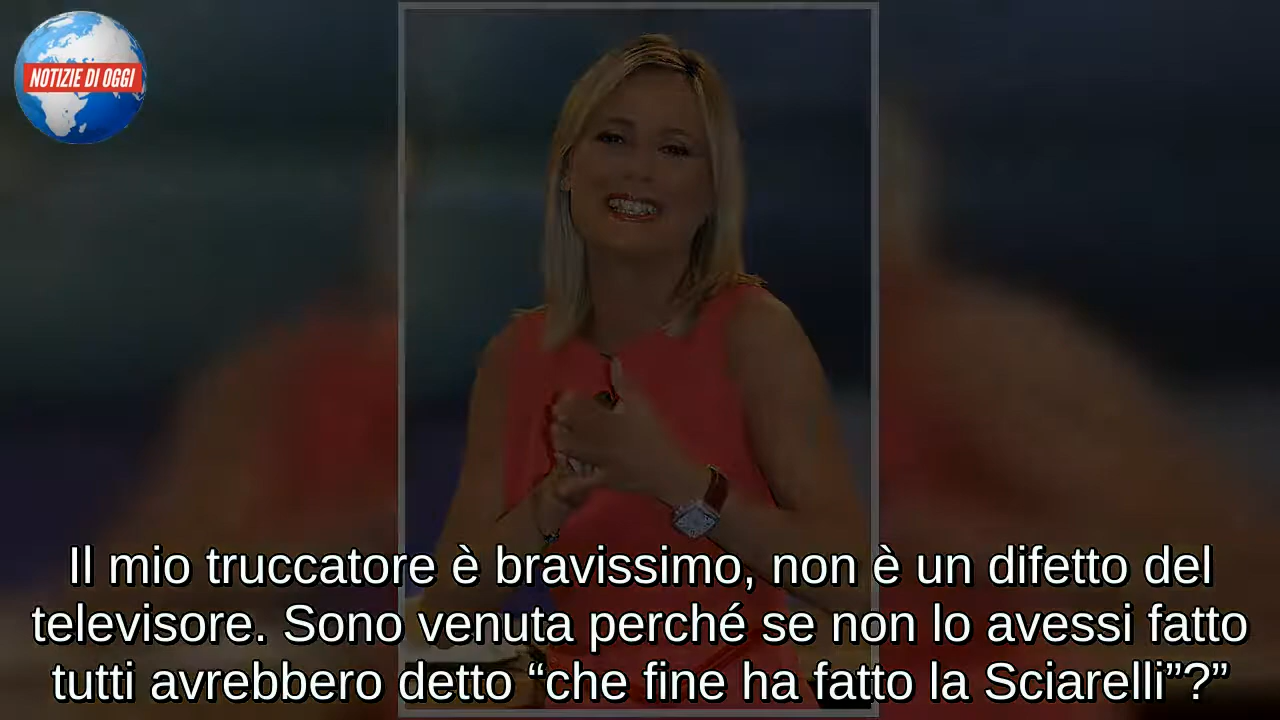 NOTIZIE DI OGGI
Il mio truccatore è bravissimo, non è un difetto del
televisore. Sono venuta perché se non lo avessi fatto
tutti avrebbero detto “che fine ha fatto la Sciarelli”?”